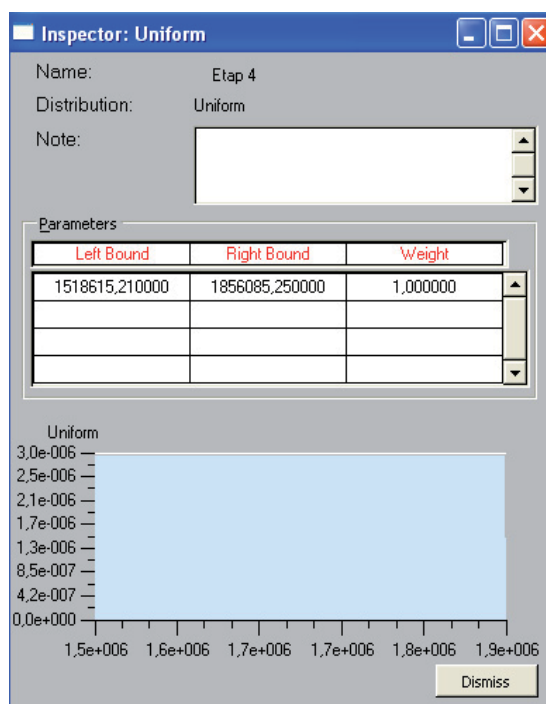 Inspector: Uniform
Name: Etap 4
Distribution: Uniform
Note:
Parameters
Left Bound Right Bound Weight
1518615,210000 1856085,250000 1,000000
Uniform
3,0e-006
2,5e-006
2,1e-006
1,7e-006
1,3e-006
8,5e-007
4,2e-007
0,0e+000
1,5e+006 1,6e+006 1,7e+006 1,7e+006 1,8e+006 1,9e+006
Dismiss